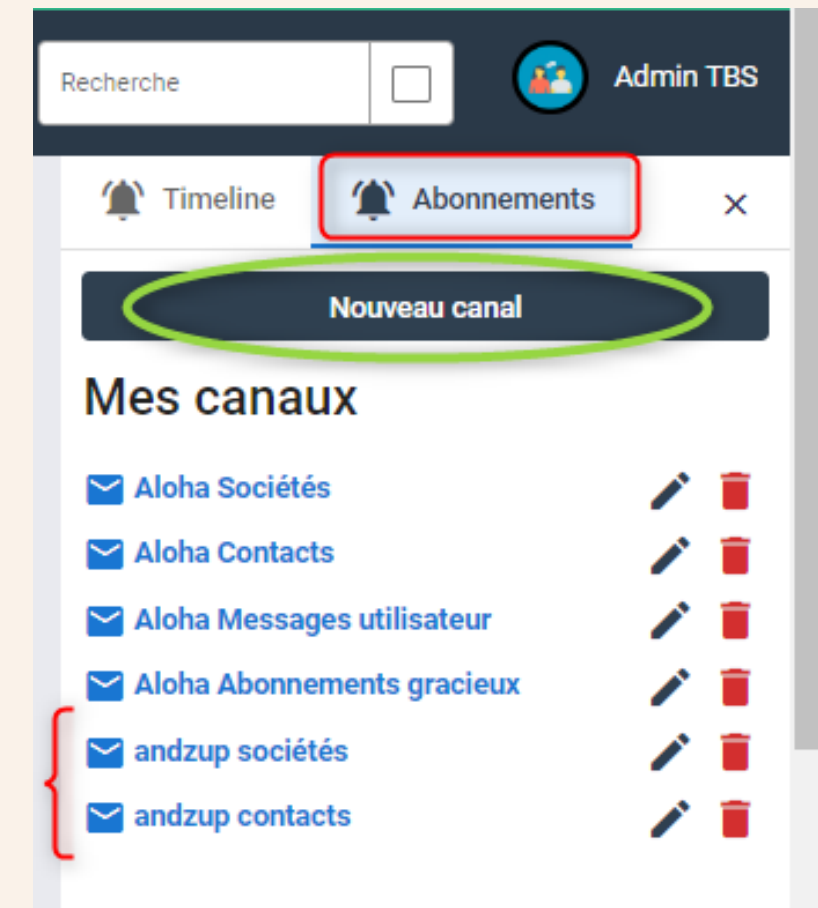 Recherche
Admin TBS
Timeline
Abonnements
Nouveau canal
Mes canaux
Aloha Sociétés
Aloha Contacts
Aloha Messages utilisateur
Aloha Abonnements gracieux
andzup sociétés
andzup contacts